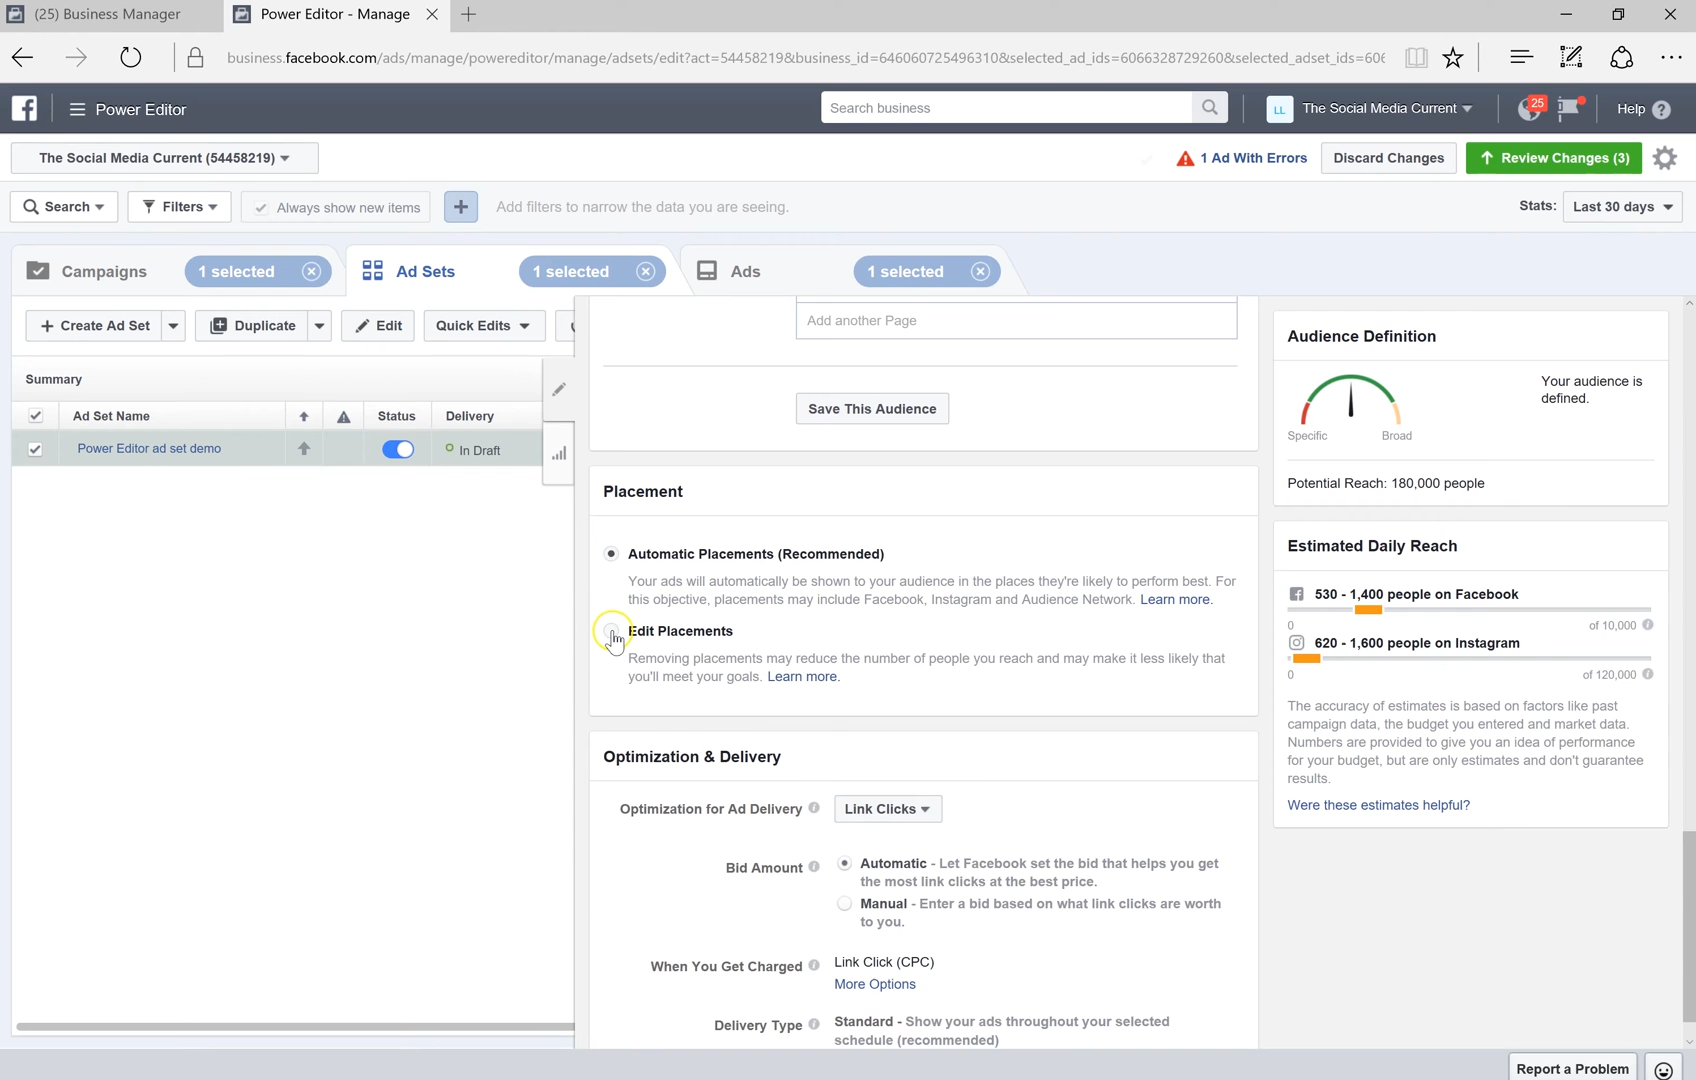 (25) Business Manager
Power Editor - Manage
business.facebook.com/ads/manage/powereditor/manage/adsets/edit?act=54458219&business_id=646060725496310&selected_ad_ids=6066328729260&selected_adset_ids=606
Power Editor
Search business
LL
The Social Media Current
25
Help
The Social Media Current (54458219)
1 Ad With Errors
Discard Changes
Review Changes (3)
Search
Filters
Always show new items
Add filters to narrow the data you are seeing.
Stats:
Last 30 days
Campaigns
1 selected
Ad Sets
1 selected
Ads
1 selected
Create Ad Set
Duplicate
Edit
Quick Edits
Summary
Ad Set Name
Status
Delivery
Power Editor ad set demo
In Draft
Add another Page
Save This Audience
Placement
Automatic Placements (Recommended)
Your ads will automatically be shown to your audience in the places they're likely to perform best. For
this objective, placements may include Facebook, Instagram and Audience Network. Learn more.
Edit Placements
Removing placements may reduce the number of people you reach and may make it less likely that
you'll meet your goals. Learn more.
Optimization & Delivery
Optimization for Ad Delivery
Link Clicks
Bid Amount
Automatic - Let Facebook set the bid that helps you get
the most link clicks at the best price.
Manual - Enter a bid based on what link clicks are worth
to you.
When You Get Charged
Link Click (CPC)
More Options
Delivery Type
Standard - Show your ads throughout your selected
schedule (recommended)
Audience Definition
Your audience is
defined.
Specific
Broad
Potential Reach: 180,000 people
Estimated Daily Reach
530 - 1,400 people on Facebook
0
of 10,000
620 - 1,600 people on Instagram
0
of 120,000
The accuracy of estimates is based on factors like past
campaign data, the budget you entered and market data.
Numbers are provided to give you an idea of performance
for your budget, but are only estimates and don't guarantee
results.
Were these estimates helpful?
Report a Problem